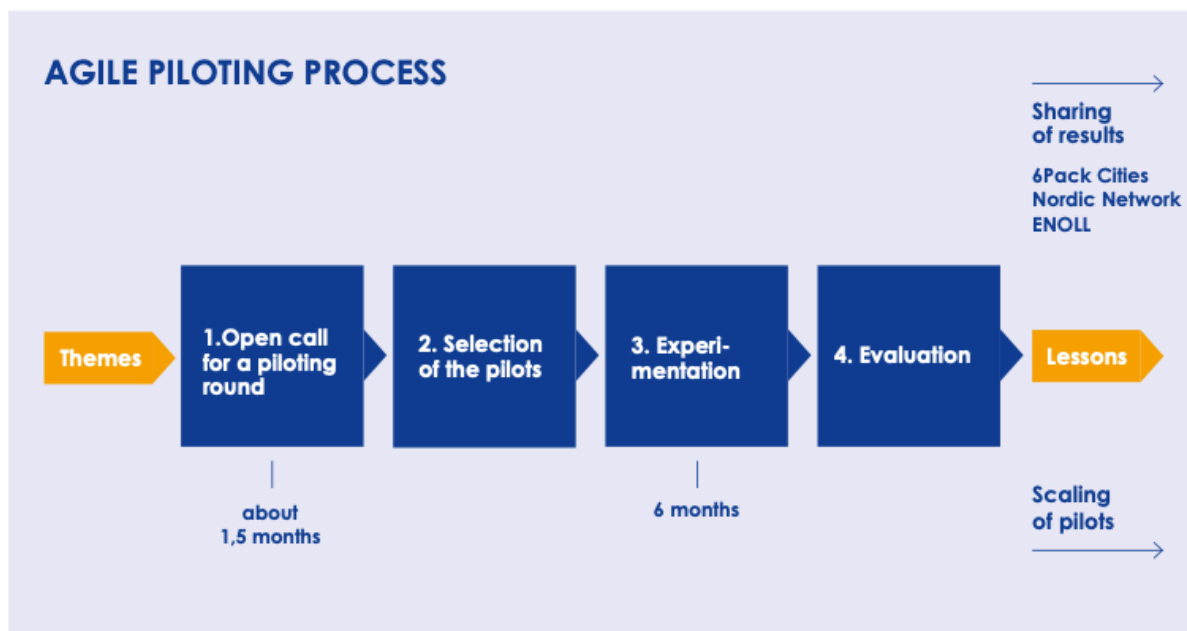 AGILE PILOTING PROCESS
Sharing
of results
6Pack Cities
Nordic Network
ENOLL
Themes
1.Open call
for a piloting
round
2. Selection
of the pilots
3. Experi-
mentation
4. Evaluation
Lessons
about
1,5 months
6 months
Scaling
of pilots